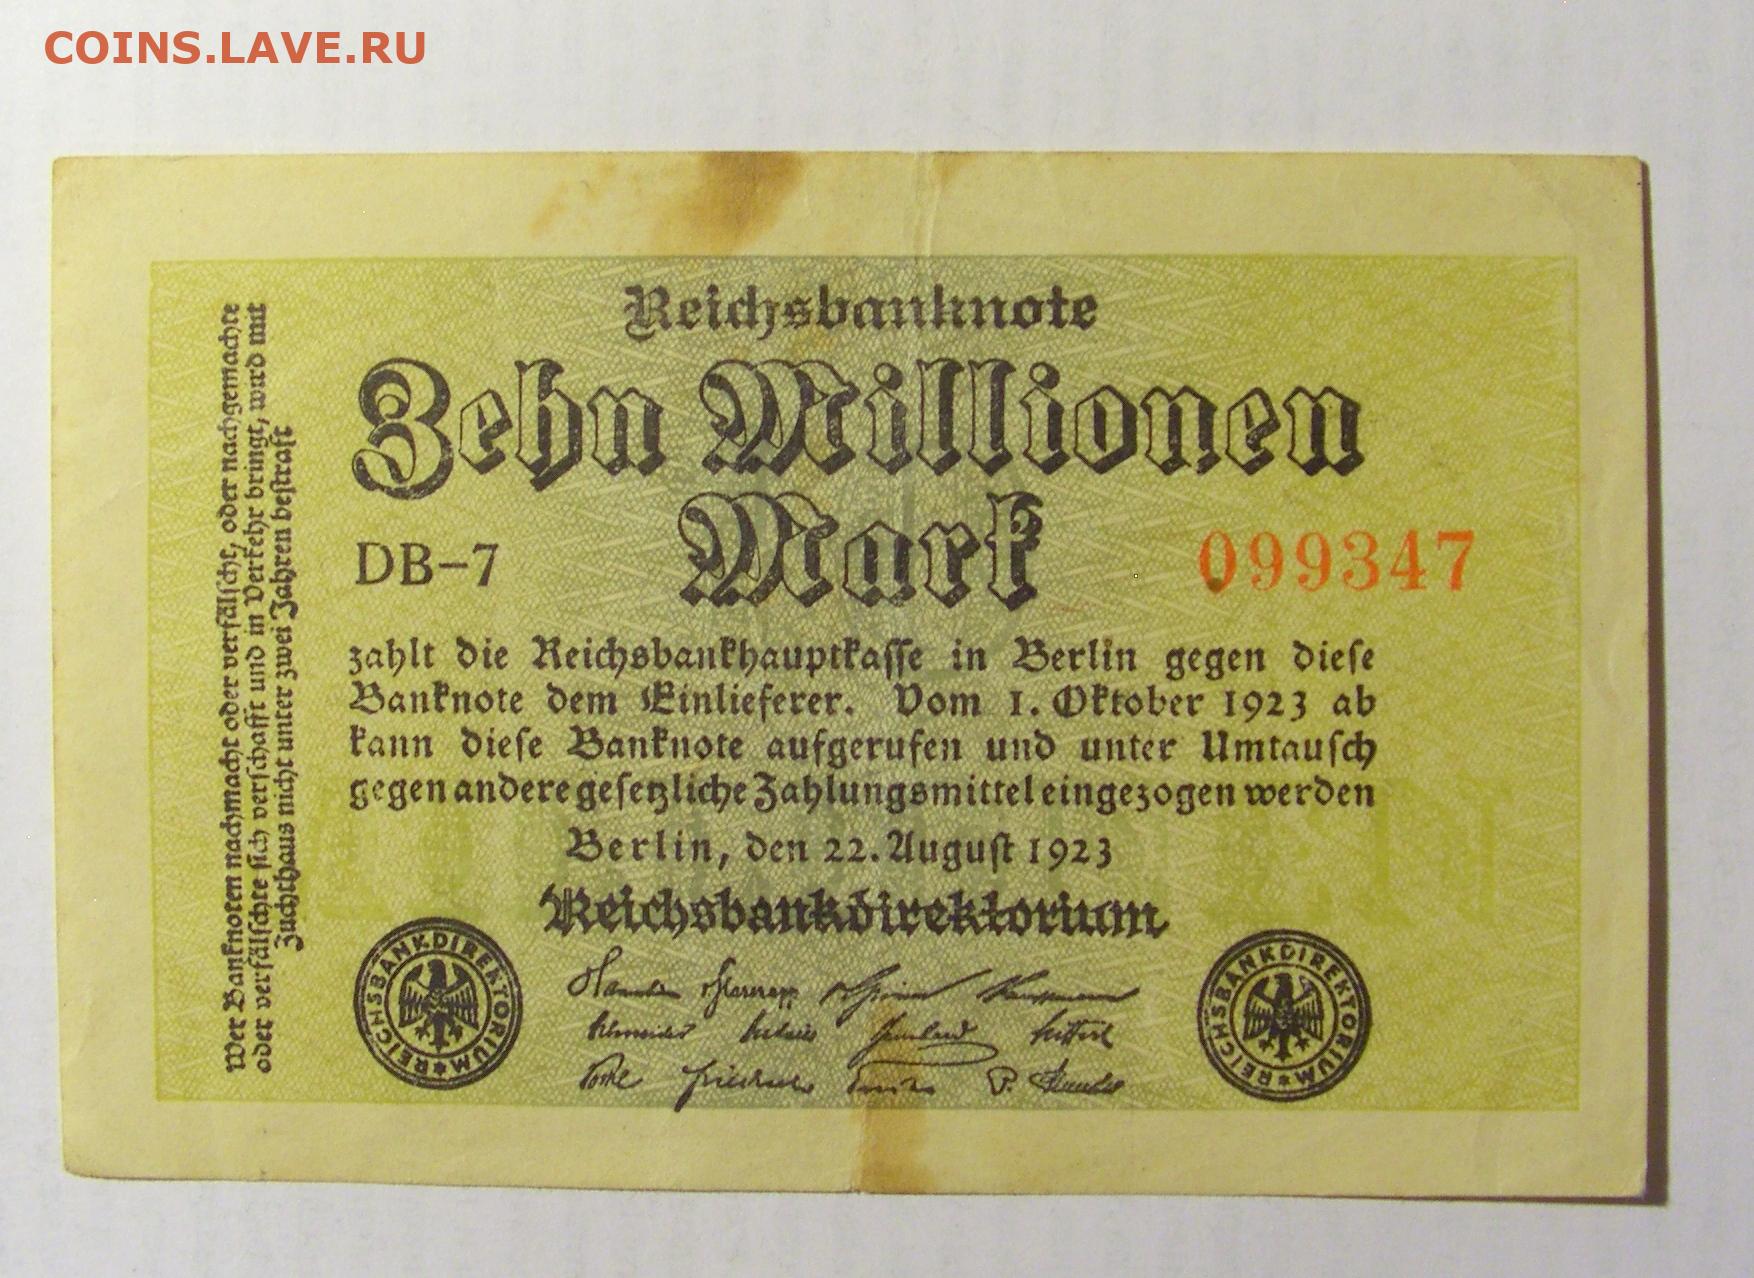 COINS.LAVE.RU
Reichsbanknote
Zehn Millionen
Mark
DB-7
099347
zahlt die Reichsbankhauptkasse in Berlin gegen diese
Banknote dem Einlieferer. Vom 1. Oktober 1923 ab
kann diese Banknote aufgerufen und unter Umtausch
gegen andere gesetzliche Zahlungsmittel eingezogen werden
Berlin, den 22. August 1923
Reichsbankdirektorium
Wer Banknoten nachmacht oder verfälscht, oder nachgemachte
oder verfälschte sich verschafft und in Verkehr bringt, wird mit
Zuchthaus nicht unter zwei Jahren bestraft
REICHSBANKDIREKTORIUM
REICHSBANKDIREKTORIUM